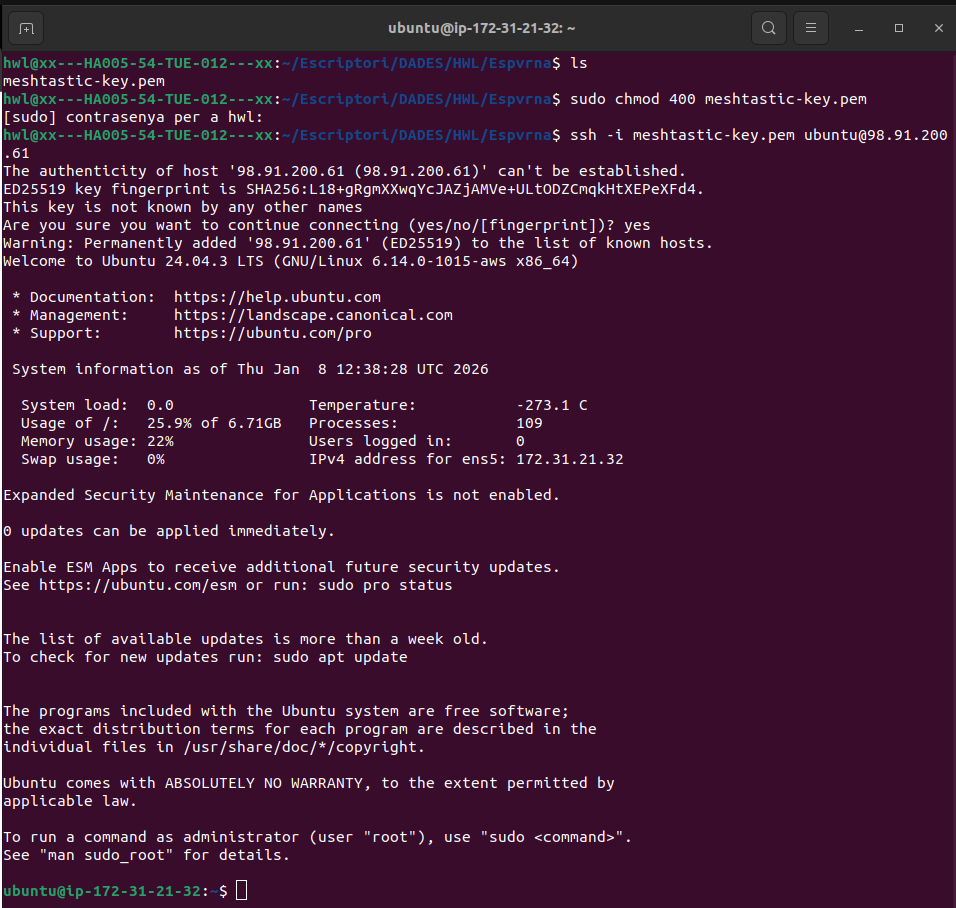 ubuntu@ip-172-31-21-32: ~
hwl@xx---HA005-54-TUE-012---xx:~/Escriptori/DADES/HWL/Espvrna$ ls
meshtastic-key.pem
hwl@xx---HA005-54-TUE-012---xx:~/Escriptori/DADES/HWL/Espvrna$ sudo chmod 400 meshtastic-key.pem
[sudo] contrasenya per a hwl:
hwl@xx---HA005-54-TUE-012---xx:~/Escriptori/DADES/HWL/Espvrna$ ssh -i meshtastic-key.pem ubuntu@98.91.200
.61
The authenticity of host '98.91.200.61 (98.91.200.61)' can't be established.
ED25519 key fingerprint is SHA256:L18+gRgmXXwqYcJAZjAMVe+ULtODZCmqkHtXEPeXFd4.
This key is not known by any other names
Are you sure you want to continue connecting (yes/no/[fingerprint])? yes
Warning: Permanently added '98.91.200.61' (ED25519) to the list of known hosts.
Welcome to Ubuntu 24.04.3 LTS (GNU/Linux 6.14.0-1015-aws x86_64)
* Documentation:  https://help.ubuntu.com
* Management:     https://landscape.canonical.com
* Support:        https://ubuntu.com/pro
System information as of Thu Jan  8 12:38:28 UTC 2026
System load:  0.0               Temperature:           -273.1 C
Usage of /:   25.9% of 6.71GB   Processes:             109
Memory usage: 22%               Users logged in:       0
Swap usage:   0%                IPv4 address for ens5: 172.31.21.32
Expanded Security Maintenance for Applications is not enabled.
0 updates can be applied immediately.
Enable ESM Apps to receive additional future security updates.
See https://ubuntu.com/esm or run: sudo pro status
The list of available updates is more than a week old.
To check for new updates run: sudo apt update
The programs included with the Ubuntu system are free software;
the exact distribution terms for each program are described in the
individual files in /usr/share/doc/*/copyright.
Ubuntu comes with ABSOLUTELY NO WARRANTY, to the extent permitted by
applicable law.
To run a command as administrator (user "root"), use "sudo <command>".
See "man sudo_root" for details.
ubuntu@ip-172-31-21-32:~$